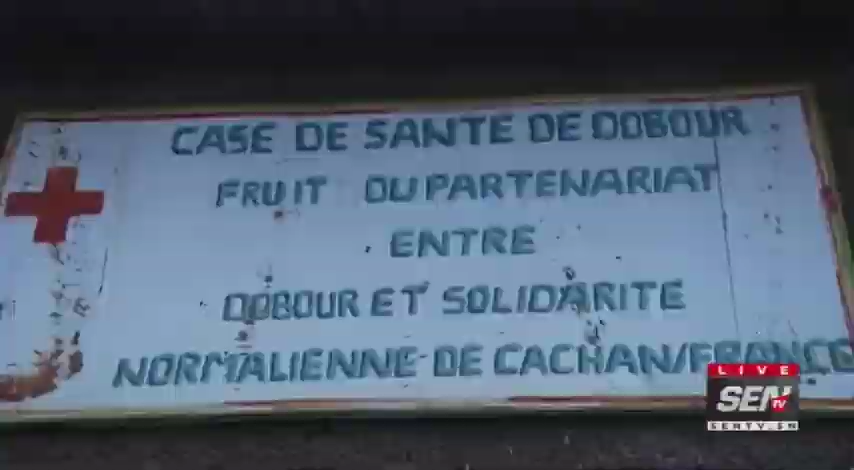 CASE DE SANTE DE DOBOUR
FRUIT DU PARTENARIAT
ENTRE
DOBOUR ET SOLIDARITE
NORMALIENNE-DE CACHAN/FRANCE
LIVE
SEN TV
SENTV.SN